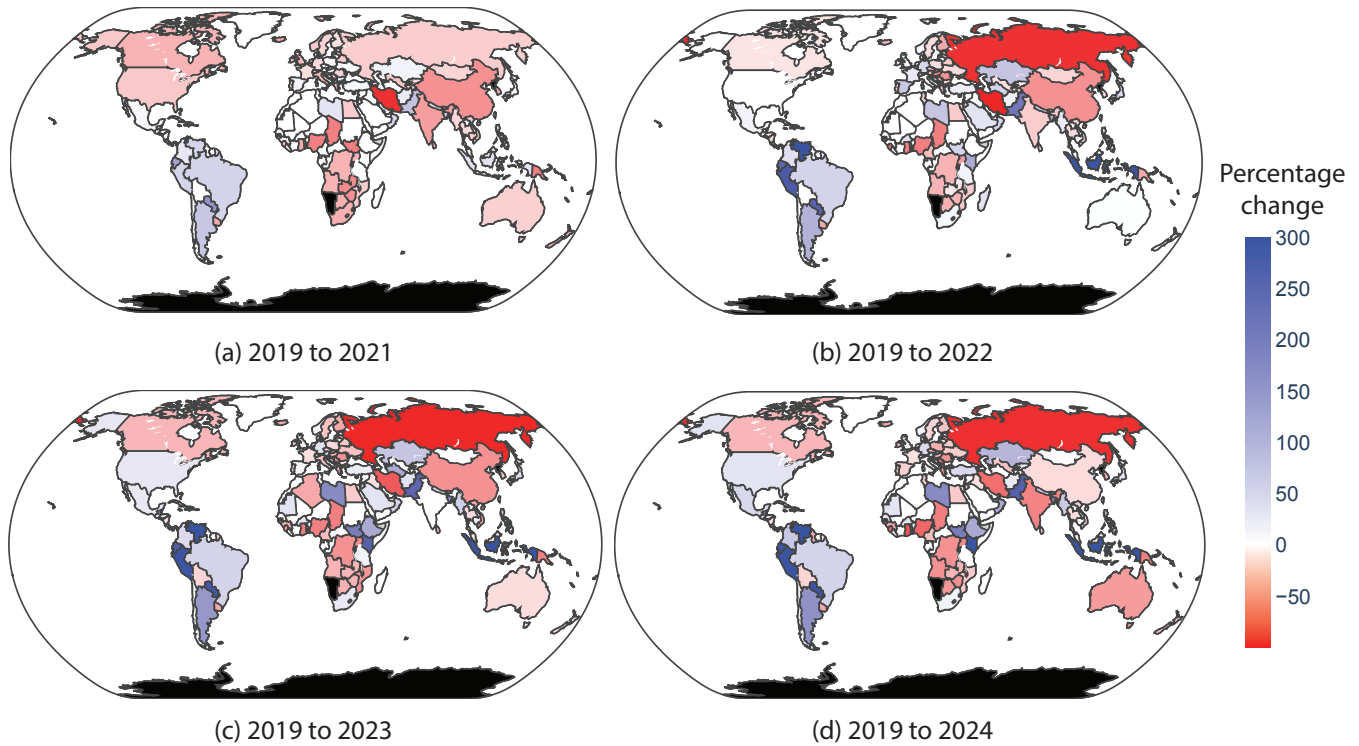 (a) 2019 to 2021
(b) 2019 to 2022
Percentage
change
300
250
200
150
100
50
0
−50
(c) 2019 to 2023
(d) 2019 to 2024